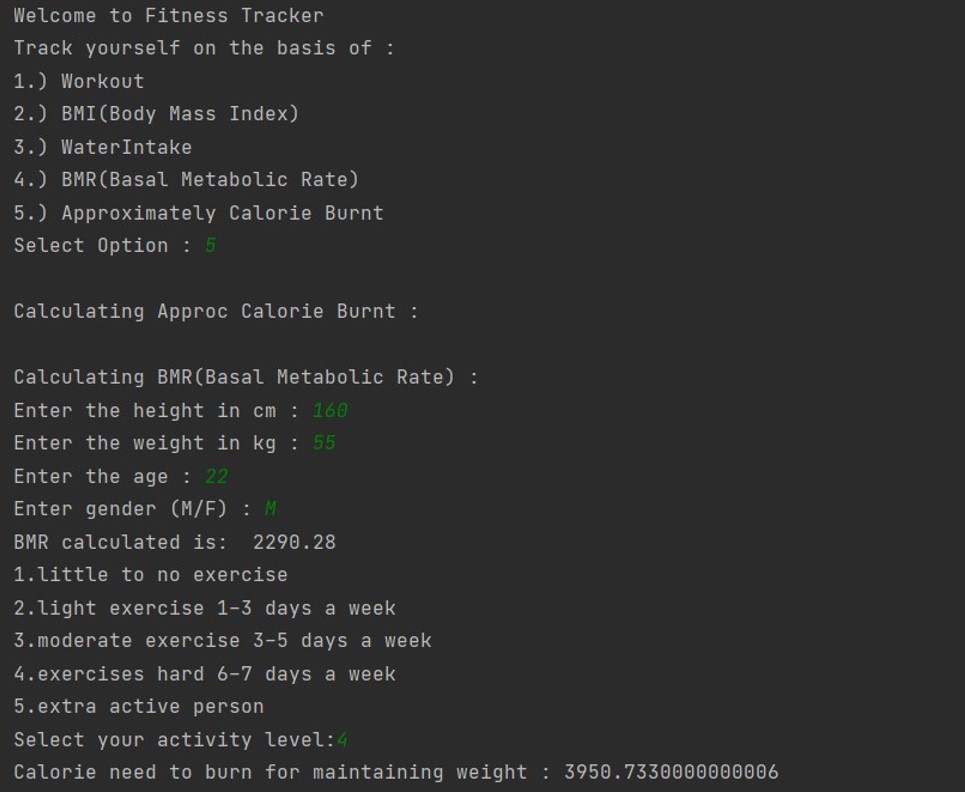 Welcome to Fitness Tracker
Track yourself on the basis of :
1.) Workout
2.) BMI(Body Mass Index)
3.) WaterIntake
4.) BMR(Basal Metabolic Rate)
5.) Approximately Calorie Burnt
Select Option : 5
Calculating Approc Calorie Burnt :
Calculating BMR(Basal Metabolic Rate) :
Enter the height in cm : 160
Enter the weight in kg : 55
Enter the age : 22
Enter gender (M/F) : M
BMR calculated is:  2290.28
1.little to no exercise
2.light exercise 1–3 days a week
3.moderate exercise 3–5 days a week
4.exercises hard 6–7 days a week
5.extra active person
Select your activity level:4
Calorie need to burn for maintaining weight : 3950.7330000000006